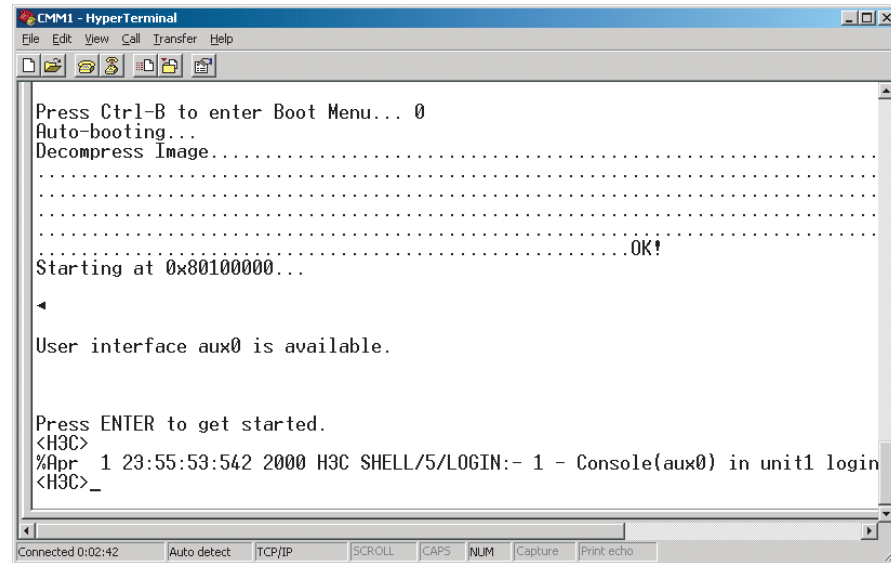 CMM1 - HyperTerminal
File Edit View Call Transfer Help
Press Ctrl-B to enter Boot Menu... 0
Auto-booting...
Decompress Image..............................................................
..............................................................................
..............................................................................
..............................................................................
..............................................................................
.......................................................OK!
Starting at 0x80100000...
◄
User interface aux0 is available.
Press ENTER to get started.
<H3C>
%Apr  1 23:55:53:542 2000 H3C SHELL/5/LOGIN:- 1 - Console(aux0) in unit1 login
<H3C>_
Connected 0:02:42 Auto detect TCP/IP SCROLL CAPS NUM Capture Print echo